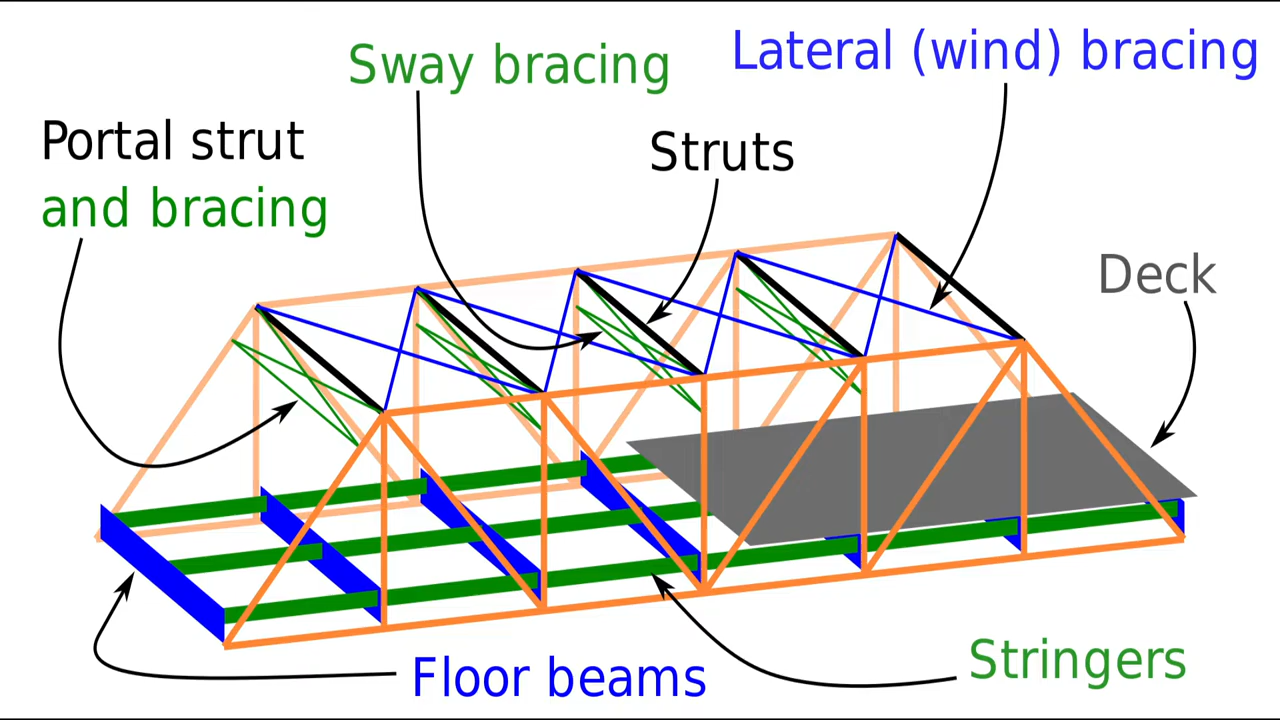 Sway bracing
Lateral (wind) bracing
Portal strut
and bracing
Struts
Deck
Floor beams
Stringers